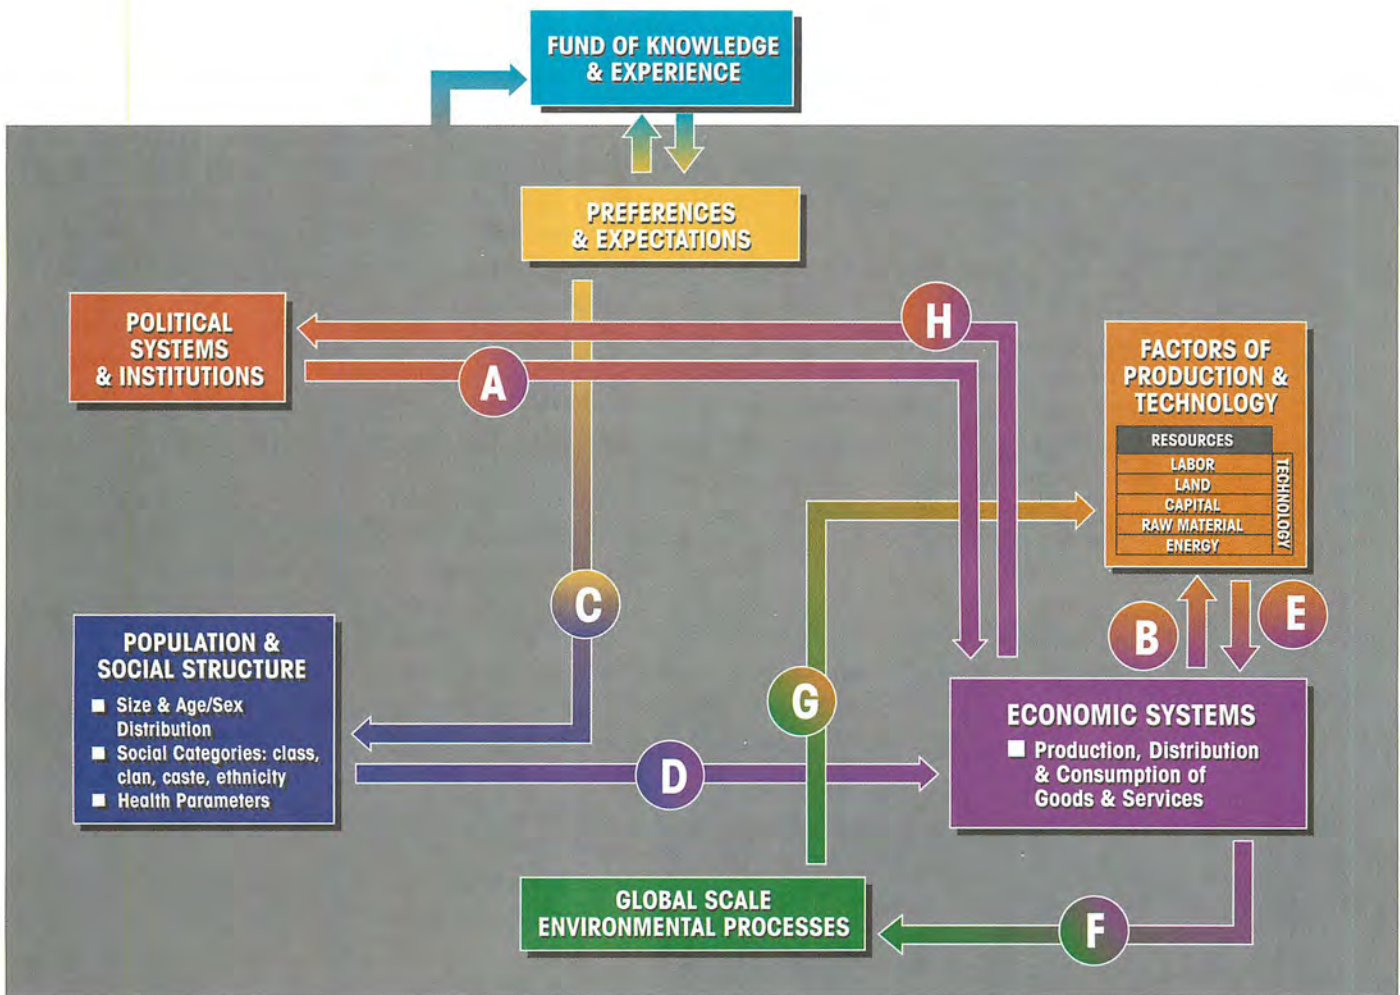 FUND OF KNOWLEDGE
& EXPERIENCE
PREFERENCES
& EXPECTATIONS
POLITICAL
SYSTEMS
& INSTITUTIONS
H
A
FACTORS OF
PRODUCTION &
TECHNOLOGY
RESOURCES
LABOR
LAND
CAPITAL
RAW MATERIAL
ENERGY
TECHNOLOGY
C
B
E
POPULATION &
SOCIAL STRUCTURE
■ Size & Age/Sex
Distribution
■ Social Categories: class,
clan, caste, ethnicity
■ Health Parameters
G
D
ECONOMIC SYSTEMS
■ Production, Distribution
& Consumption of
Goods & Services
GLOBAL SCALE
ENVIRONMENTAL PROCESSES
F